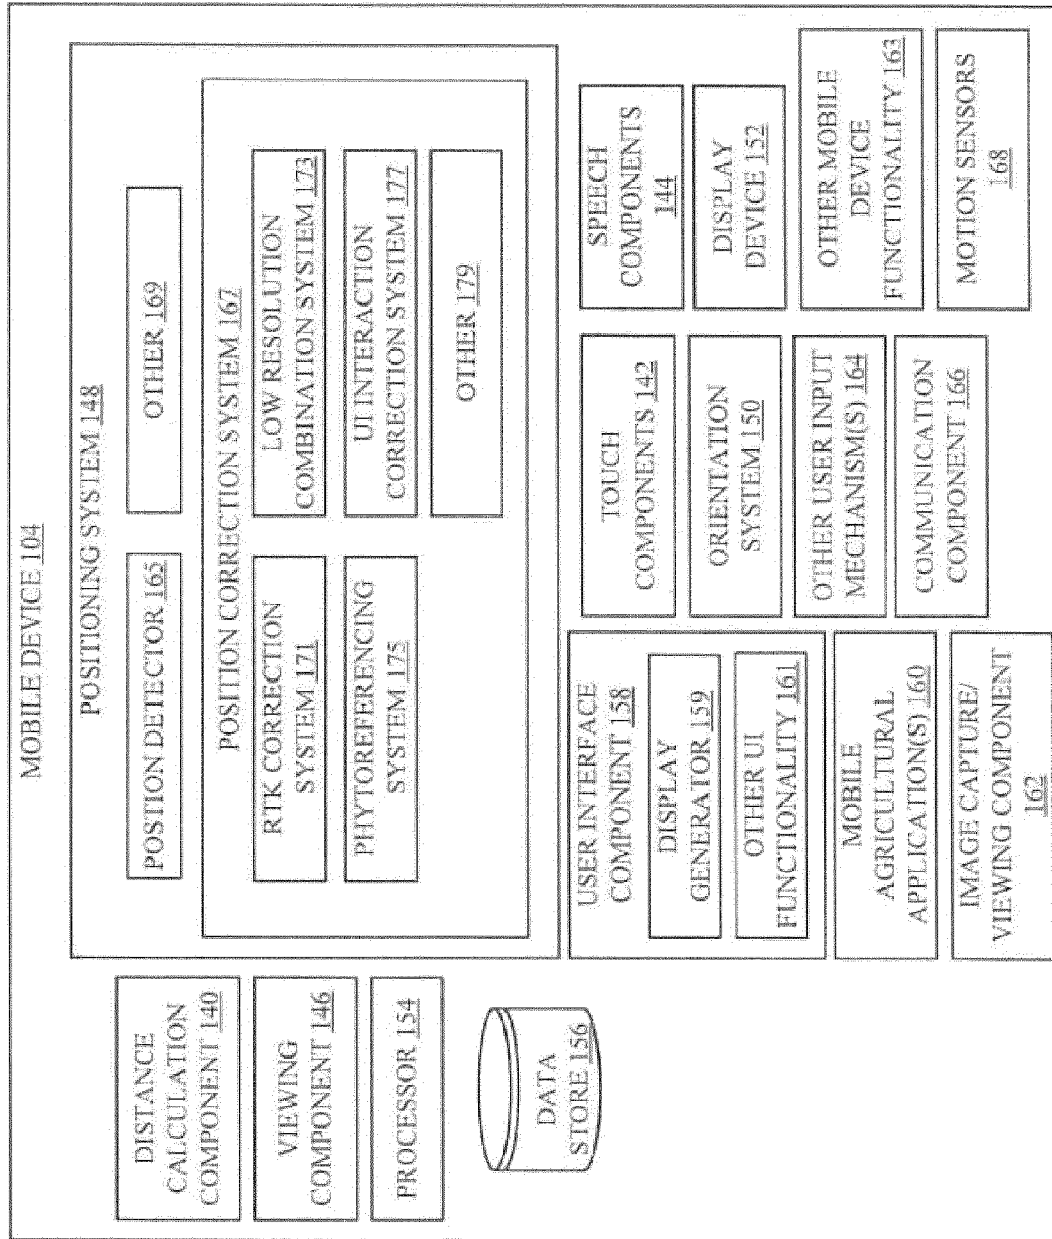 MOBILE DEVICE 104
DISTANCE
CALCULATION
COMPONENT 140
VIEWING
COMPONENT 146
PROCESSOR 154
DATA
STORE 156
POSITIONING SYSTEM 148
POSTION DETECTOR 165
OTHER 169
POSITION CORRECTION SYSTEM 167
RTK CORRECTION
SYSTEM 171
LOW RESOLUTION
COMBINATION SYSTEM 173
PHYTOREFERENCING
SYSTEM 175
UI INTERACTION
CORRECTION SYSTEM 177
OTHER 179
USER INTERFACE
COMPONENT 158
DISPLAY
GENERATOR 159
OTHER UI
FUNCTIONALITY 161
MOBILE
AGRICULTURAL
APPLICATION(S) 160
IMAGE CAPTURE/
VIEWING COMPONENT
162
TOUCH
COMPONENTS 142
ORIENTATION
SYSTEM 150
OTHER USER INPUT
MECHANISM(S) 164
COMMUNICATION
COMPONENT 166
SPEECH
COMPONENTS
144
DISPLAY
DEVICE 152
OTHER MOBILE
DEVICE
FUNCTIONALITY 163
MOTION SENSORS
168